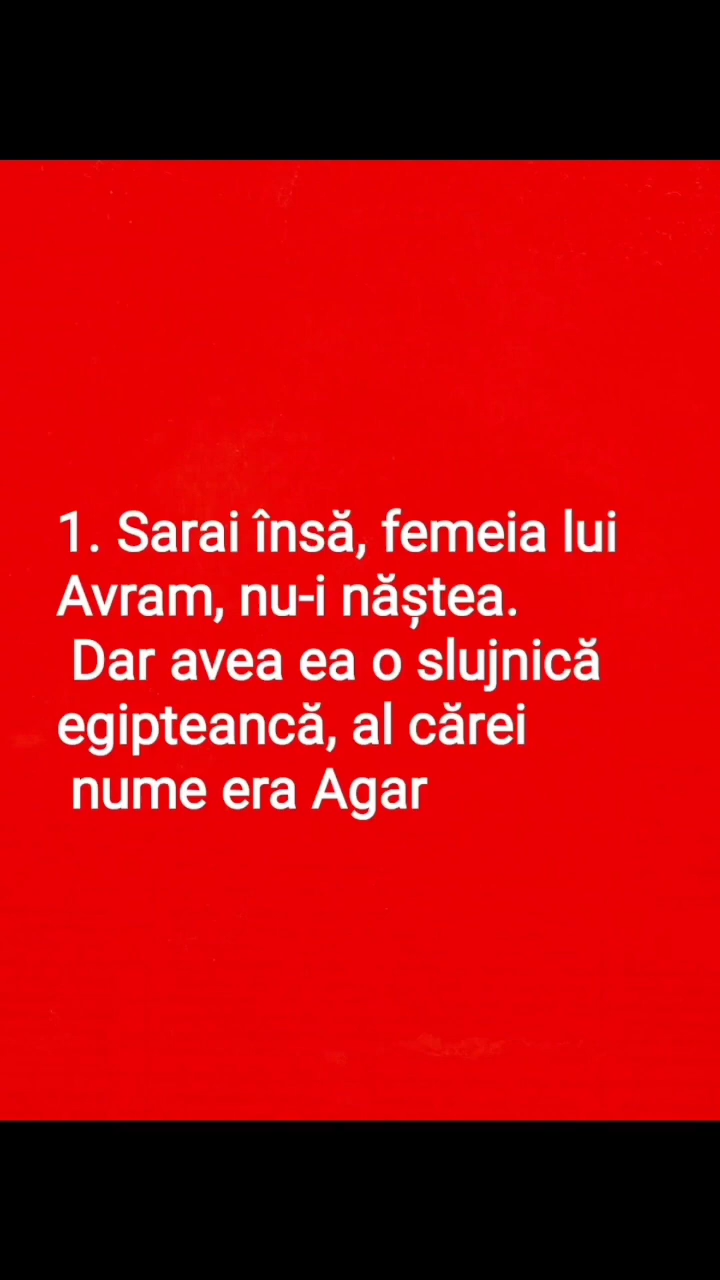 1. Sarai însă, femeia lui
Avram, nu-i năștea.
Dar avea ea o slujnică
egipteancă, al cărei
nume era Agar